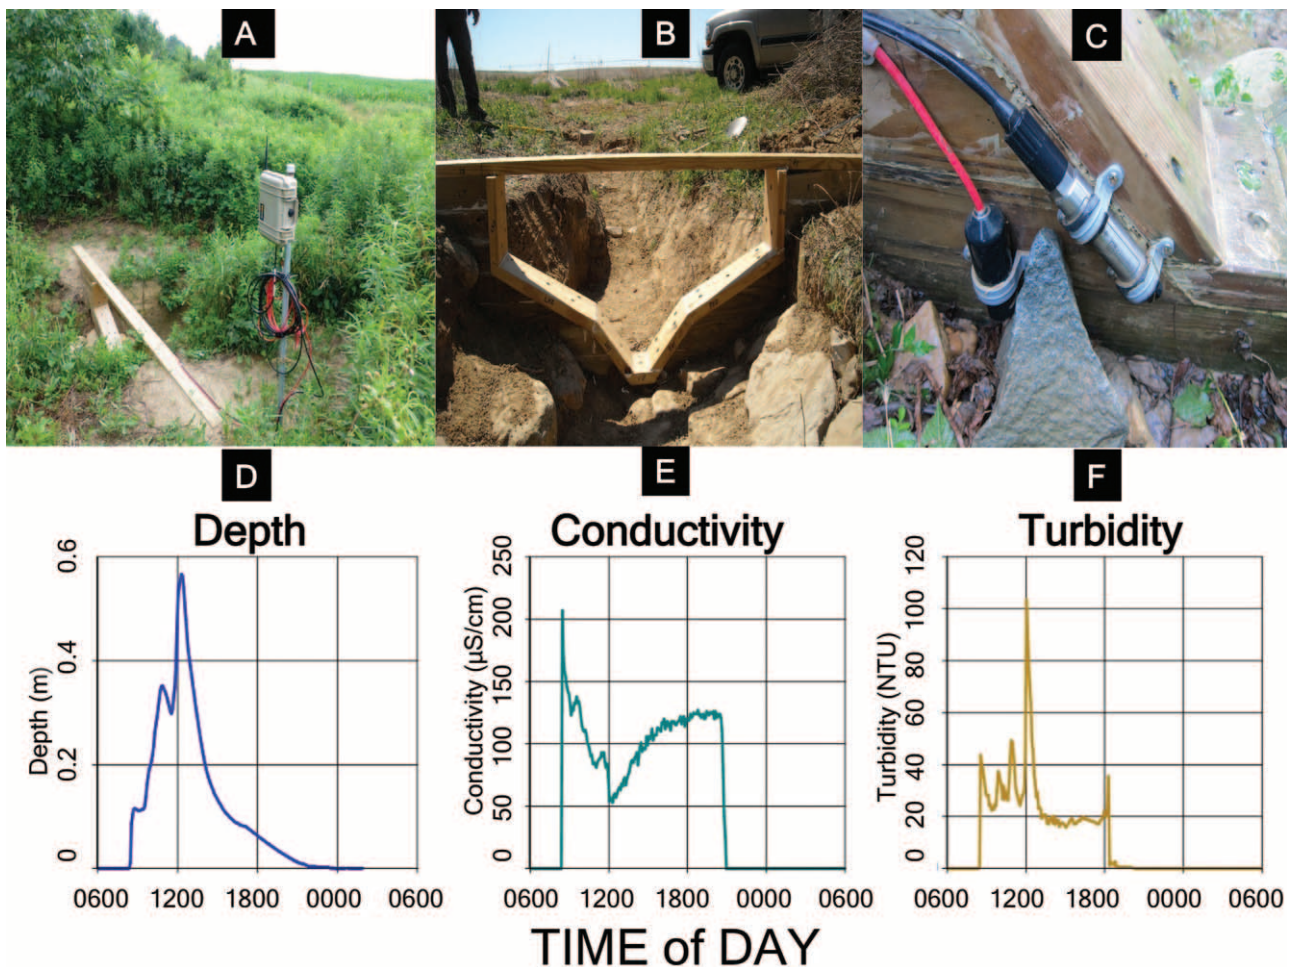 A
B
C
D
E
F
Depth
Conductivity
Turbidity
Depth (m)
0.6
0.4
0.2
0
0600 1200 1800 0000 0600
Conductivity (µS/cm)
250
200
150
100
50
0
0600 1200 1800 0000 0600
Turbidity (NTU)
120
100
80
60
40
20
0
0600 1200 1800 0000 0600
TIME of DAY